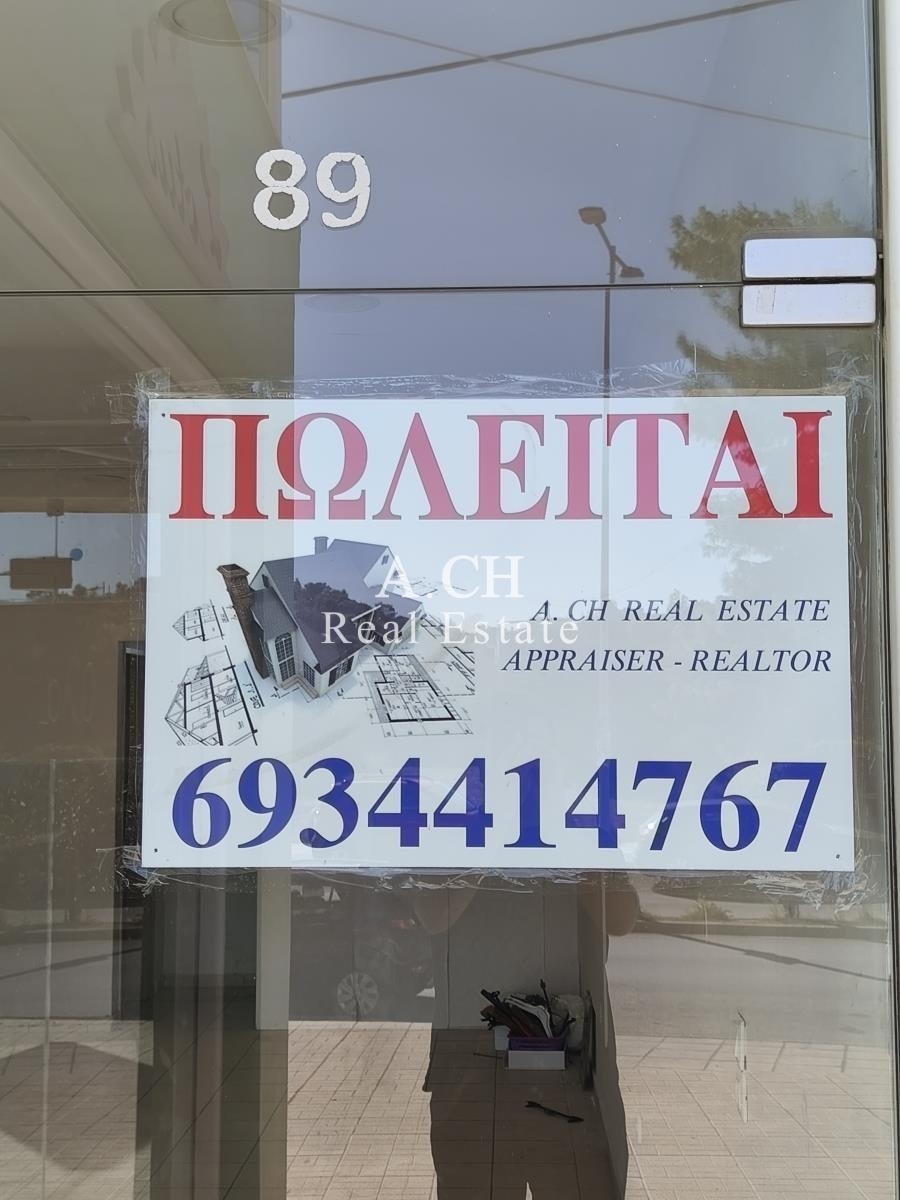 89
ΠΩΛΕΙΤΑΙ
A.CH
Real Estate
A. CH REAL ESTATE
APPRAISER - REALTOR
6934414767